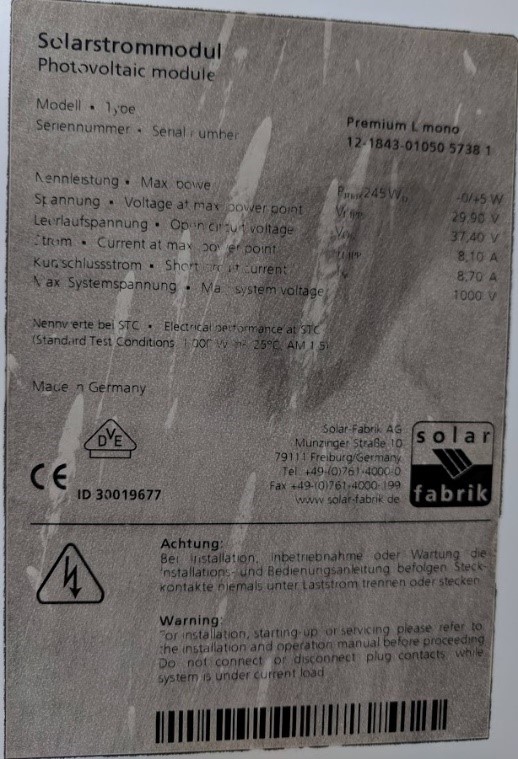 Solarstrommodul
Photovoltaic module
Modell • Type
Seriennummer • Serial number
Premium L mono
12-1843-01050 5738 1
Nennleistung • Max. power Pmax 245Wp -0/+5 W
Spannung • Voltage at max. power point 29,90 V
Leerlaufspannung • Open circuit voltage 37,40 V
Strom • Current at max. power point 8,10 A
Kurzschlussstrom • Short circuit current 8,70 A
Max. Systemspannung • Max. system voltage 1000 V
Nennwerte bei STC • Electrical performance at STC
(Standard Test Conditions: 25°C, AM 1.5)
Made in Germany
DVE
CE
ID 30019677
Solar-Fabrik AG
Munzinger Straße 10
79111 Freiburg/Germany
Tel. +49-(0)761-4000-0
Fax +49-(0)761-4000-199
www.solar-fabrik.de
solar
fabrik
Achtung:
Bei Installation, Inbetriebnahme oder Wartung die
Installations- und Bedienungsanleitung befolgen. Steck-
kontakte niemals unter Laststrom trennen oder stecken.
Warning:
For installation, starting-up or servicing please refer to
the installation and operation manual before proceeding.
Do not connect or disconnect plug contacts while
system is under current load.